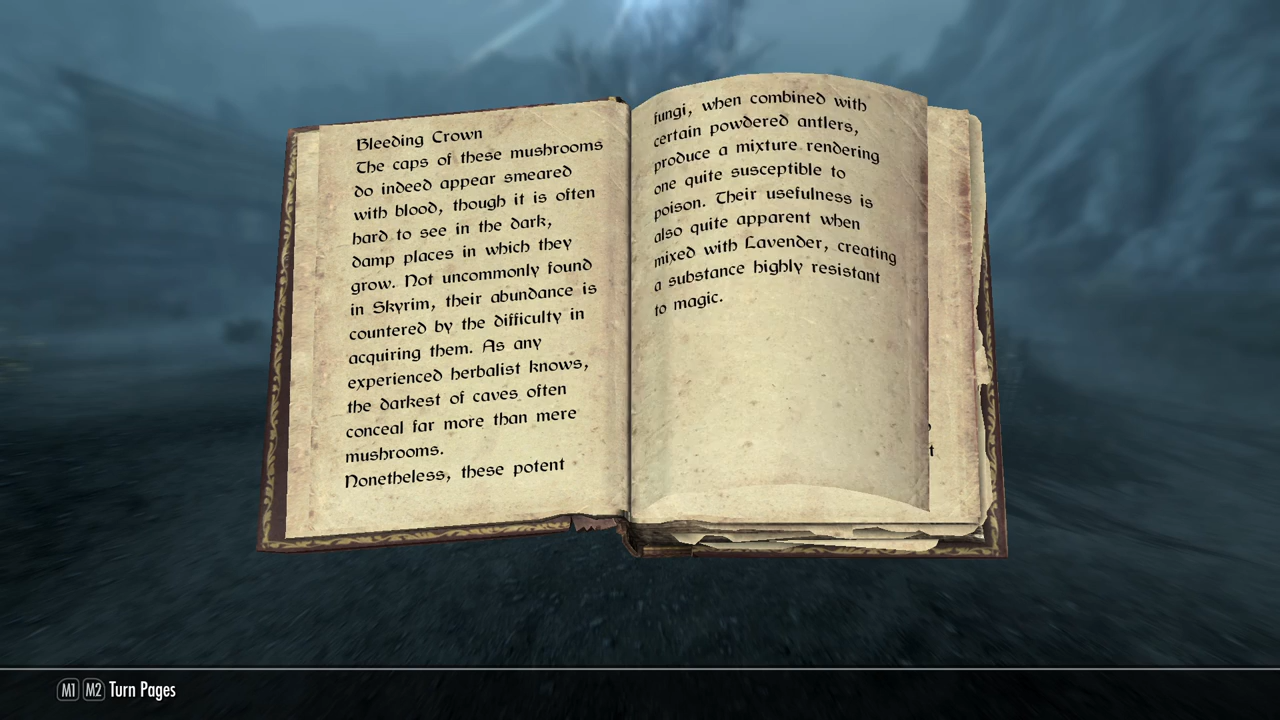 Bleeding Crown
The caps of these mushrooms
do indeed appear smeared
with blood, though it is often
hard to see in the dark,
damp places in which they
grow. Not uncommonly found
in Skyrim, their abundance is
countered by the difficulty in
acquiring them. As any
experienced herbalist knows,
the darkest of caves often
conceal far more than mere
mushrooms.
Nonetheless, these potent
fungi, when combined with
certain powdered antlers,
produce a mixture rendering
one quite susceptible to
poison. Their usefulness is
also quite apparent when
mixed with Lavender, creating
a substance highly resistant
to magic.
M1 M2 Turn Pages